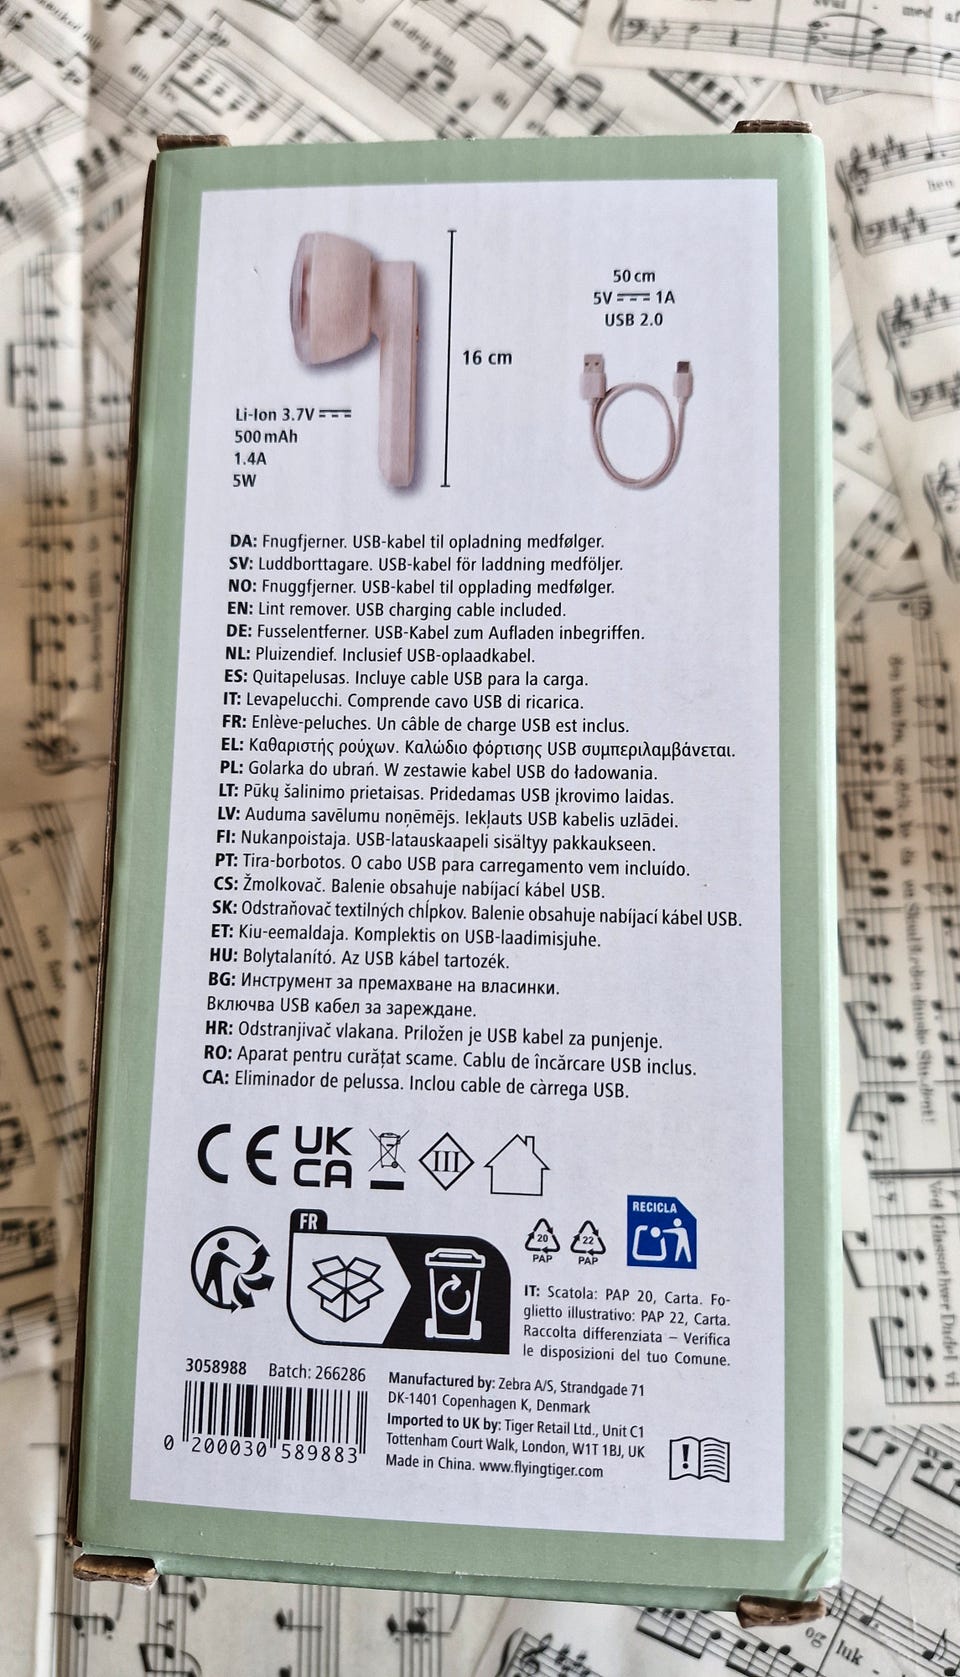 50 cm
5V ⎓ 1A
USB 2.0
16 cm
Li-Ion 3.7V ⎓
500 mAh
1.4A
5W
DA: Fnugfjerner. USB-kabel til opladning medfølger.
SV: Luddborttagare. USB-kabel för laddning medföljer.
NO: Fnuggfjerner. USB-kabel til opplading medfølger.
EN: Lint remover. USB charging cable included.
DE: Fusselentferner. USB-Kabel zum Aufladen inbegriffen.
NL: Pluizendief. Inclusief USB-oplaadkabel.
ES: Quitapelusas. Incluye cable USB para la carga.
IT: Levapelucchi. Comprende cavo USB di ricarica.
FR: Enlève-peluches. Un câble de charge USB est inclus.
EL: Καθαριστής ρούχων. Καλώδιο φόρτισης USB συμπεριλαμβάνεται.
PL: Golarka do ubrań. W zestawie kabel USB do ładowania.
LT: Pūkų šalinimo prietaisas. Pridedamas USB įkrovimo laidas.
LV: Auduma savēlumu noņēmējs. Iekļauts USB kabelis uzlādei.
FI: Nukanpoistaja. USB-latauskaapeli sisältyy pakkaukseen.
PT: Tira-borbotos. O cabo USB para carregamento vem incluído.
CS: Žmolkovač. Balenie obsahuje nabíjací kábel USB.
SK: Odstraňovač textilných chĺpkov. Balenie obsahuje nabíjací kábel USB.
ET: Kiu-eemaldaja. Komplektis on USB-laadimisjuhe.
HU: Bolytalanító. Az USB kábel tartozék.
BG: Инструмент за премахване на власинки.
Включва USB кабел за зареждане.
HR: Odstranjivač vlakana. Priložen je USB kabel za punjenje.
RO: Aparat pentru curățat scame. Cablu de încărcare USB inclus.
CA: Eliminador de pelussa. Inclou cable de càrrega USB.
CE UK CA III
FR
20 PAP
22 PAP
RECICLA
IT: Scatola: PAP 20, Carta. Fo-
glietto illustrativo: PAP 22, Carta.
Raccolta differenziata – Verifica
le disposizioni del tuo Comune.
3058988 Batch: 266286
0 200030 589883
Manufactured by: Zebra A/S, Strandgade 71
DK-1401 Copenhagen K, Denmark
Imported to UK by: Tiger Retail Ltd., Unit C1
Tottenham Court Walk, London, W1T 1BJ, UK
Made in China. www.flyingtiger.com
og luk